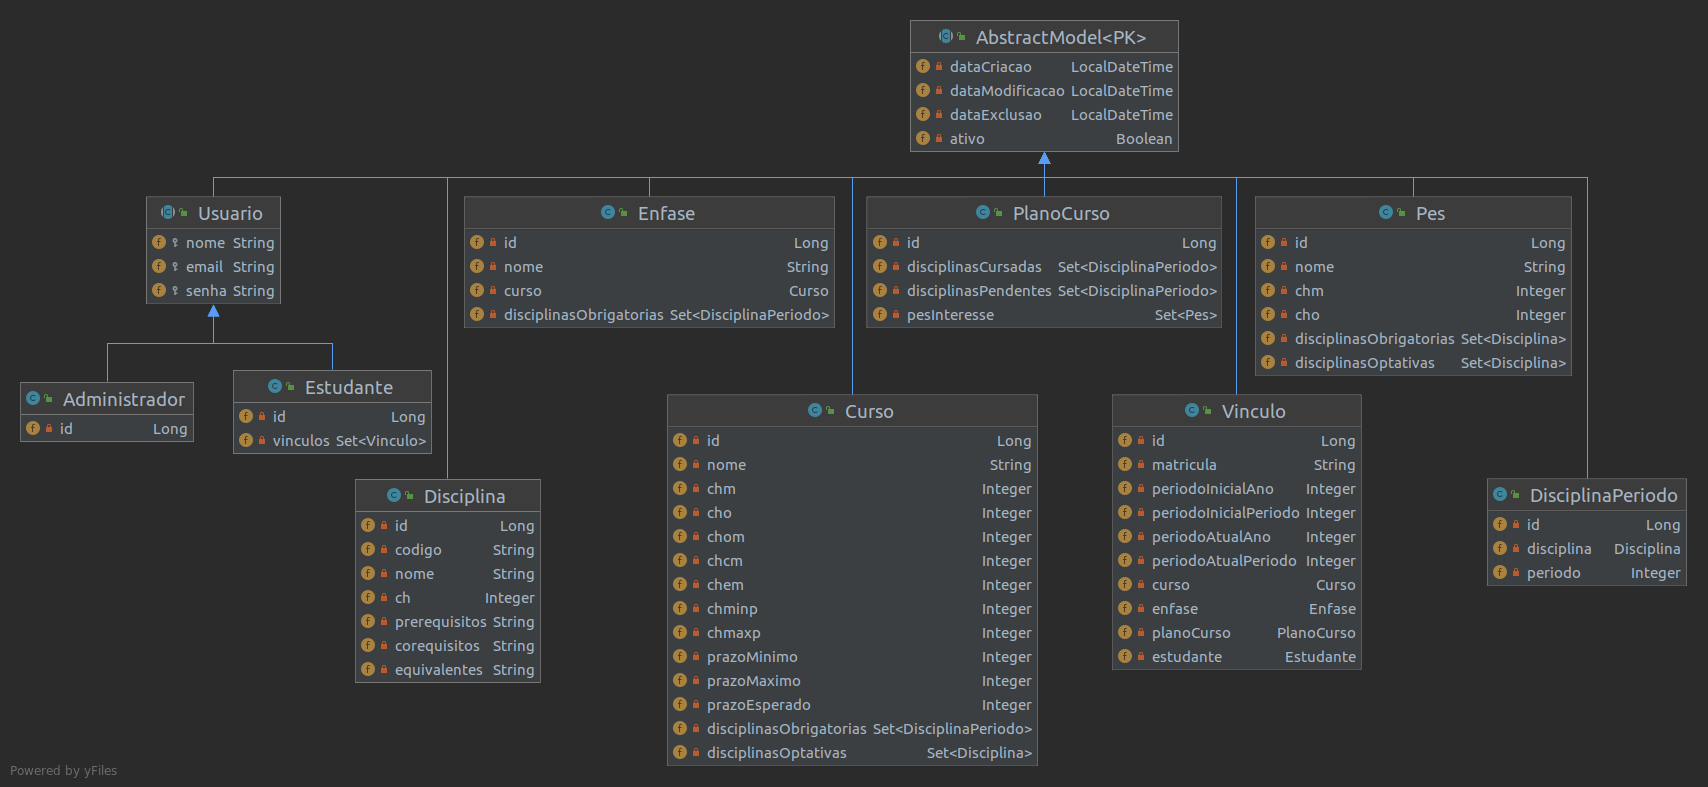 AbstractModel<PK>
dataCriacao LocalDateTime
dataModificacao LocalDateTime
dataExclusao LocalDateTime
ativo Boolean
Usuario
nome String
email String
senha String
Enfase
id Long
nome String
curso Curso
disciplinasObrigatorias Set<DisciplinaPeriodo>
PlanoCurso
id Long
disciplinasCursadas Set<DisciplinaPeriodo>
disciplinasPendentes Set<DisciplinaPeriodo>
pesInteresse Set<Pes>
Pes
id Long
nome String
chm Integer
cho Integer
disciplinasObrigatorias Set<Disciplina>
disciplinasOptativas Set<Disciplina>
Administrador
id Long
Estudante
id Long
vinculos Set<Vinculo>
Disciplina
id Long
codigo String
nome String
ch Integer
prerequisitos String
corequisitos String
equivalentes String
Curso
id Long
nome String
chm Integer
cho Integer
chom Integer
chcm Integer
chem Integer
chminp Integer
chmaxp Integer
prazoMinimo Integer
prazoMaximo Integer
prazoEsperado Integer
disciplinasObrigatorias Set<DisciplinaPeriodo>
disciplinasOptativas Set<Disciplina>
Vinculo
id Long
matricula String
periodoInicialAno Integer
periodoInicialPeriodo Integer
periodoAtualAno Integer
periodoAtualPeriodo Integer
curso Curso
enfase Enfase
planoCurso PlanoCurso
estudante Estudante
DisciplinaPeriodo
id Long
disciplina Disciplina
periodo Integer
Powered by yFiles